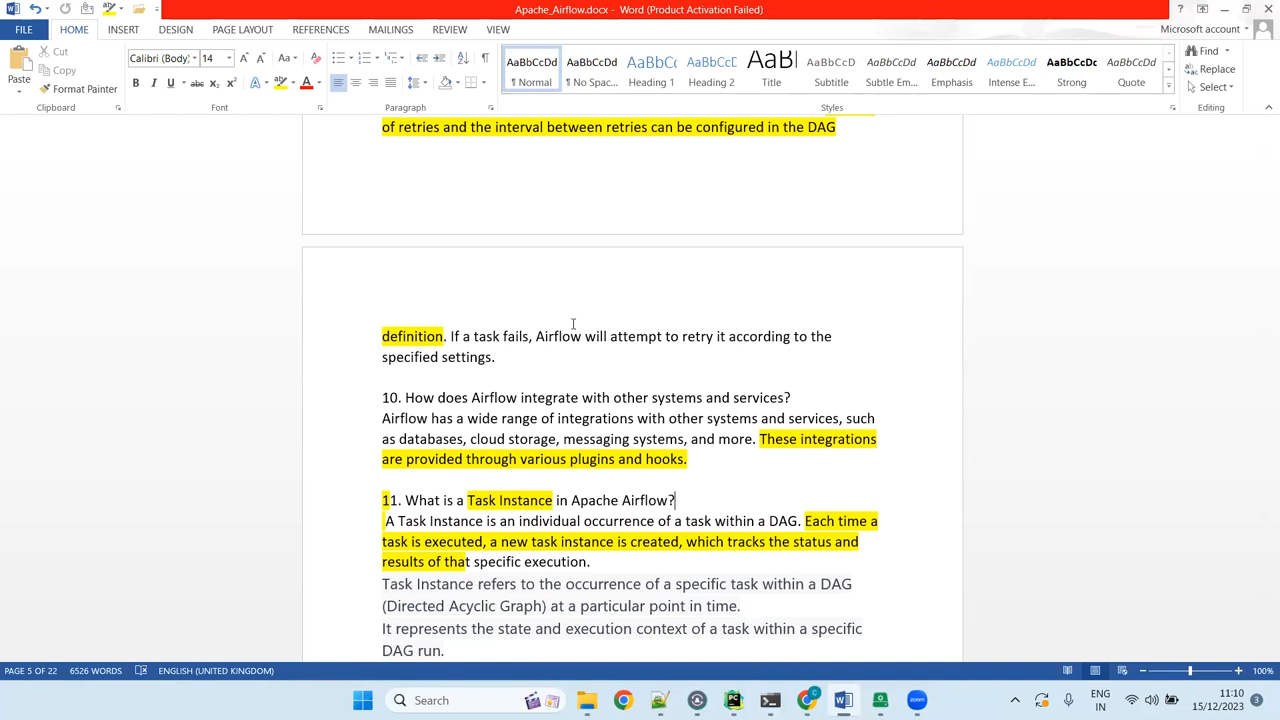 Apache_Airflow.docx - Word (Product Activation Failed)
FILE HOME INSERT DESIGN PAGE LAYOUT REFERENCES MAILINGS REVIEW VIEW Microsoft account
Cut
Copy
Format Painter
Paste
Clipboard
Calibri (Body) 14
Font
Paragraph
AaBbCcDd AaBbCcDd AaBbCc AaBbCcC AaBl AaBbCcD AaBbCcDd AaBbCcDd AaBbCcDd AaBbCcDc AaBbCcDd
¶ Normal ¶ No Spac... Heading 1 Heading 2 Title Subtitle Subtle Em... Emphasis Intense E... Strong Quote
Styles
Find
Replace
Select
Editing
of retries and the interval between retries can be configured in the DAG
definition. If a task fails, Airflow will attempt to retry it according to the
specified settings.
10. How does Airflow integrate with other systems and services?
Airflow has a wide range of integrations with other systems and services, such
as databases, cloud storage, messaging systems, and more. These integrations
are provided through various plugins and hooks.
11. What is a Task Instance in Apache Airflow?
A Task Instance is an individual occurrence of a task within a DAG. Each time a
task is executed, a new task instance is created, which tracks the status and
results of that specific execution.
Task Instance refers to the occurrence of a specific task within a DAG
(Directed Acyclic Graph) at a particular point in time.
It represents the state and execution context of a task within a specific
DAG run.
PAGE 5 OF 22 6526 WORDS ENGLISH (UNITED KINGDOM) 100%
Search
ENG
IN
11:10
15/12/2023